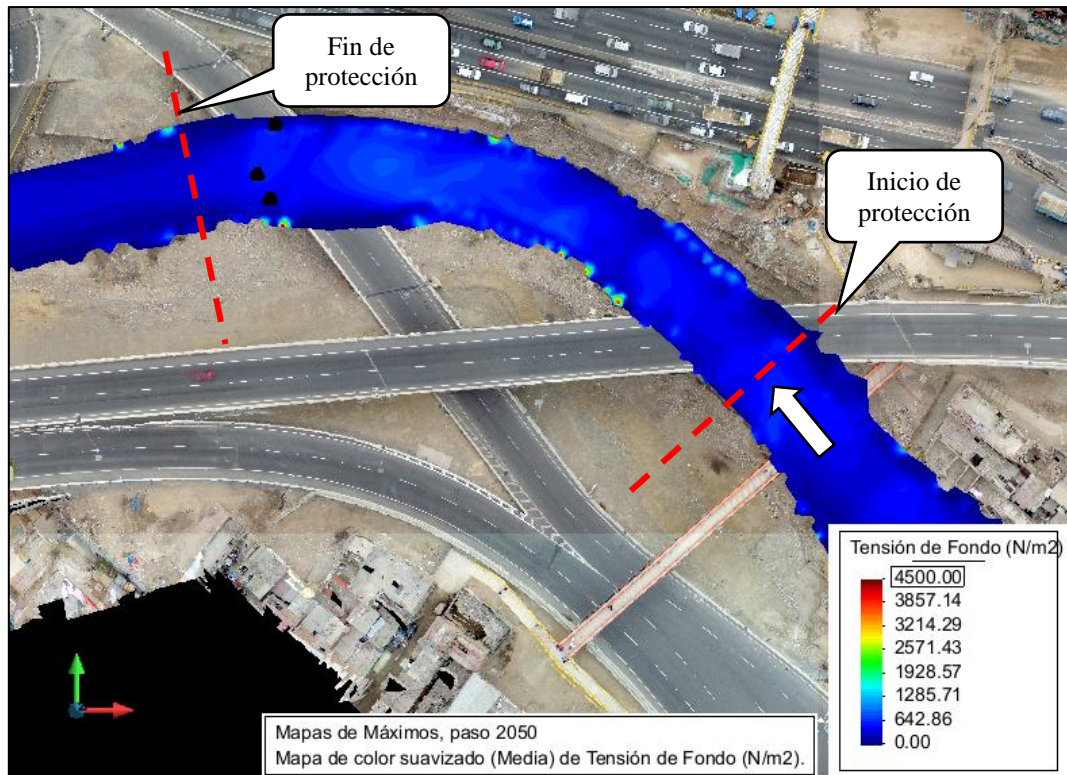 Fin de
protección
Inicio de
protección
Tensión de Fondo (N/m2)
4500.00
3857.14
3214.29
2571.43
1928.57
1285.71
642.86
0.00
Mapas de Máximos, paso 2050
Mapa de color suavizado (Media) de Tensión de Fondo (N/m2).